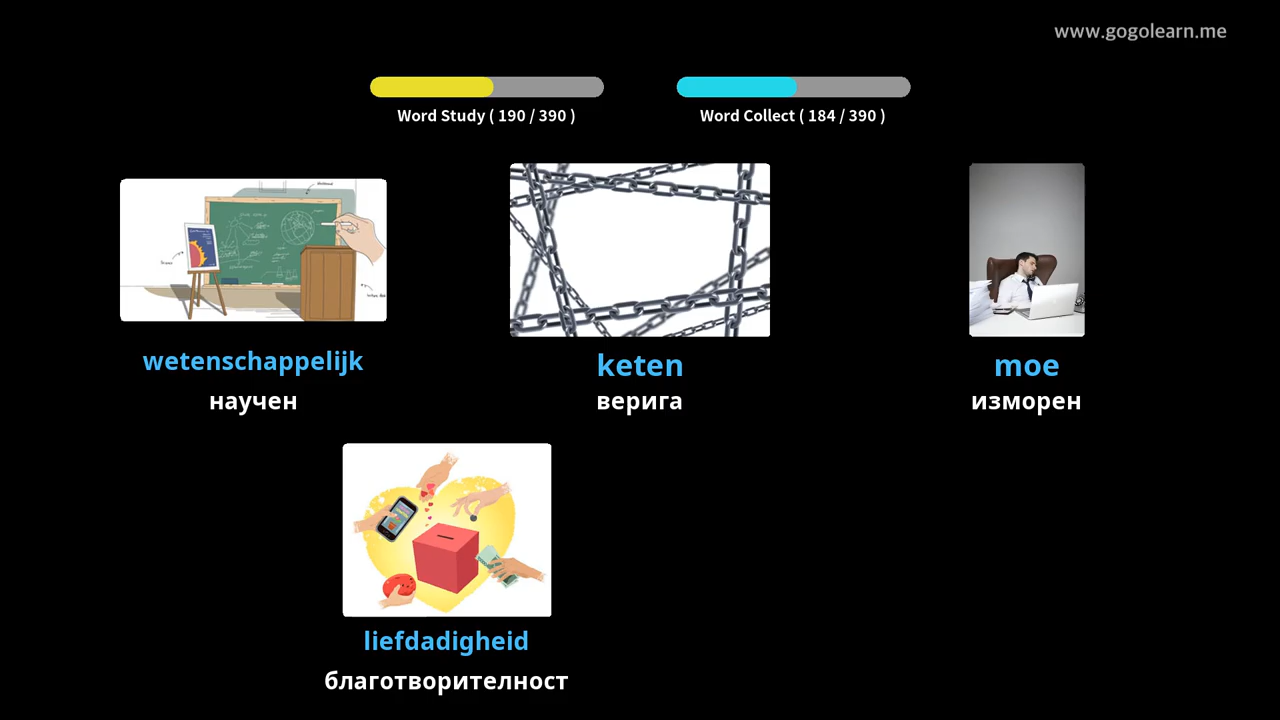 www.gogolearn.me
Word Study ( 190 / 390 )
Word Collect ( 184 / 390 )
wetenschappelijk
научен
keten
верига
moe
изморен
liefdadigheid
благотворителност